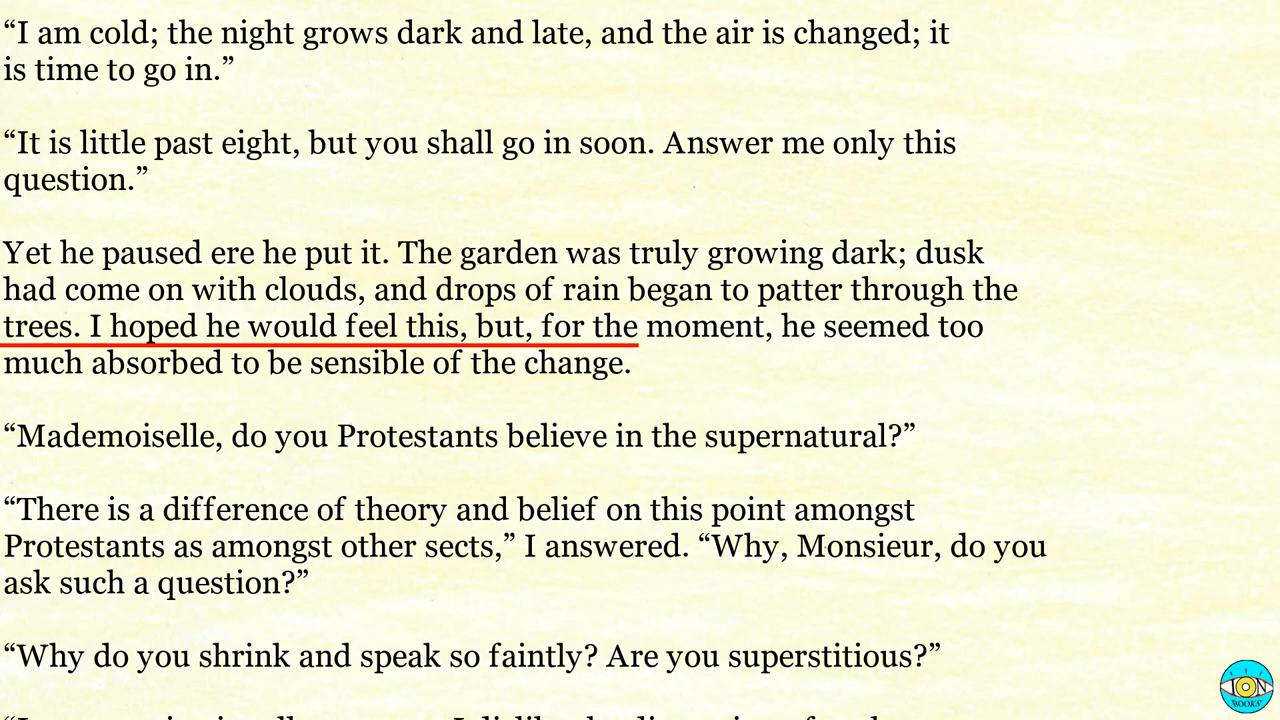 “I am cold; the night grows dark and late, and the air is changed; it
is time to go in.”
“It is little past eight, but you shall go in soon. Answer me only this
question.”
Yet he paused ere he put it. The garden was truly growing dark; dusk
had come on with clouds, and drops of rain began to patter through the
trees. I hoped he would feel this, but, for the moment, he seemed too
much absorbed to be sensible of the change.
“Mademoiselle, do you Protestants believe in the supernatural?”
“There is a difference of theory and belief on this point amongst
Protestants as amongst other sects,” I answered. “Why, Monsieur, do you
ask such a question?”
“Why do you shrink and speak so faintly? Are you superstitious?”
ION
BOOKS